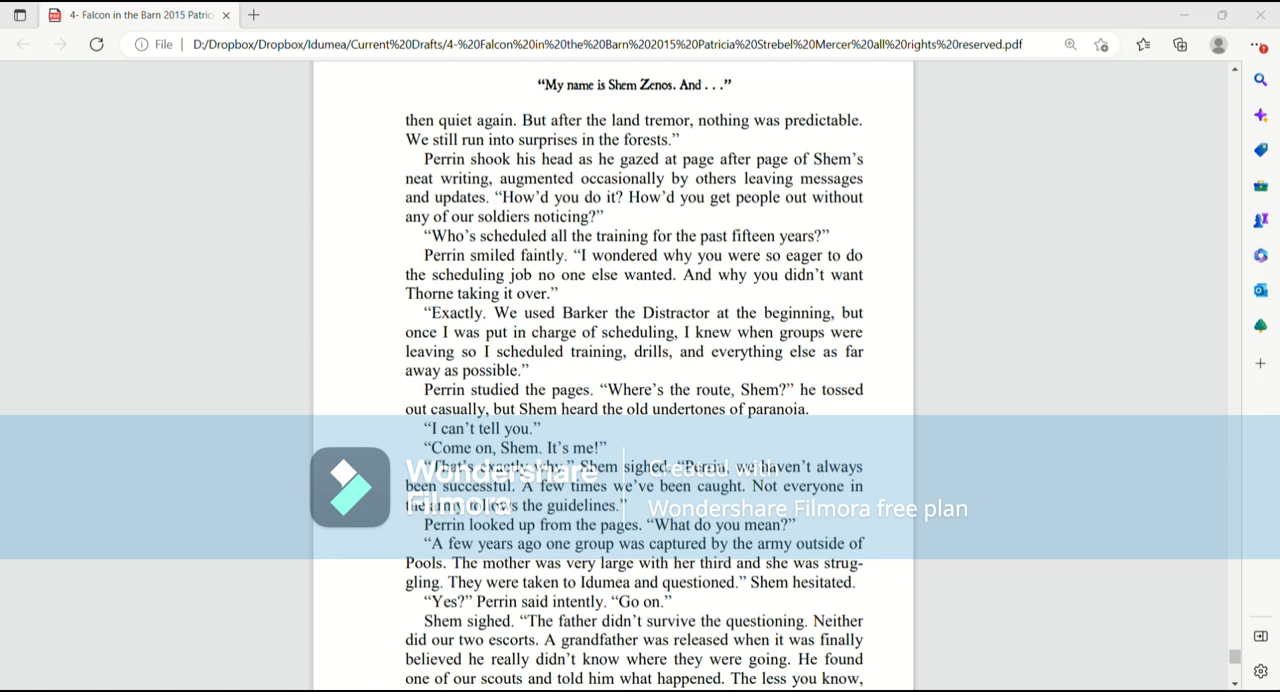 4- Falcon in the Barn 2015 Patric
File
D:/Dropbox/Dropbox/Idumea/Current%20Drafts/4-%20Falcon%20in%20the%20Barn%202015%20Patricia%20Strebel%20Mercer%20all%20rights%20reserved.pdf
“My name is Shem Zenos. And . . .”
then quiet again. But after the land tremor, nothing was predictable.
We still run into surprises in the forests.”
Perrin shook his head as he gazed at page after page of Shem’s
neat writing, augmented occasionally by others leaving messages
and updates. “How’d you do it? How’d you get people out without
any of our soldiers noticing?”
“Who’s scheduled all the training for the past fifteen years?”
Perrin smiled faintly. “I wondered why you were so eager to do
the scheduling job no one else wanted. And why you didn’t want
Thorne taking it over.”
“Exactly. We used Barker the Distractor at the beginning, but
once I was put in charge of scheduling, I knew when groups were
leaving so I scheduled training, drills, and everything else as far
away as possible.”
Perrin studied the pages. “Where’s the route, Shem?” he tossed
out casually, but Shem heard the old undertones of paranoia.
“I can’t tell you.”
“Come on, Shem. It’s me!”
“That’s exactly why.” Shem sighed. “Perrin, we haven’t always
been successful. A few times we’ve been caught. Not everyone in
the army follows the guidelines.”
Wondershare
Filmora
Created with
Wondershare Filmora free plan
Perrin looked up from the pages. “What do you mean?”
“A few years ago one group was captured by the army outside of
Pools. The mother was very large with her third and she was strug-
gling. They were taken to Idumea and questioned.” Shem hesitated.
“Yes?” Perrin said intently. “Go on.”
Shem sighed. “The father didn’t survive the questioning. Neither
did our two escorts. A grandfather was released when it was finally
believed he really didn’t know where they were going. He found
one of our scouts and told him what happened. The less you know,